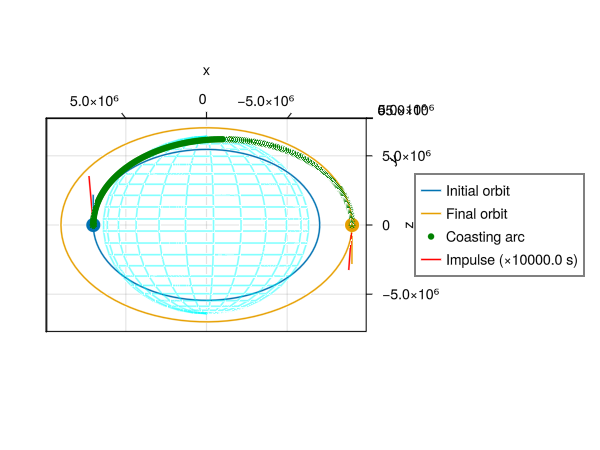 x
5.0×10⁶
0
−5.0×10⁶
5.0×10⁶
0
z
−5.0×10⁶
Initial orbit
Final orbit
Coasting arc
Impulse (×10000.0 s)